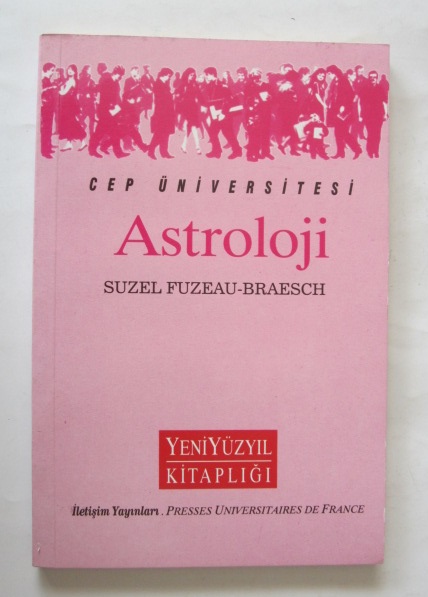 CEP ÜNİVERSİTESİ
Astroloji
SUZEL FUZEAU-BRAESCH
YENİYÜZYIL
KİTAPLIĞI
İletişim Yayınları . PRESSES UNIVERSITAIRES DE FRANCE